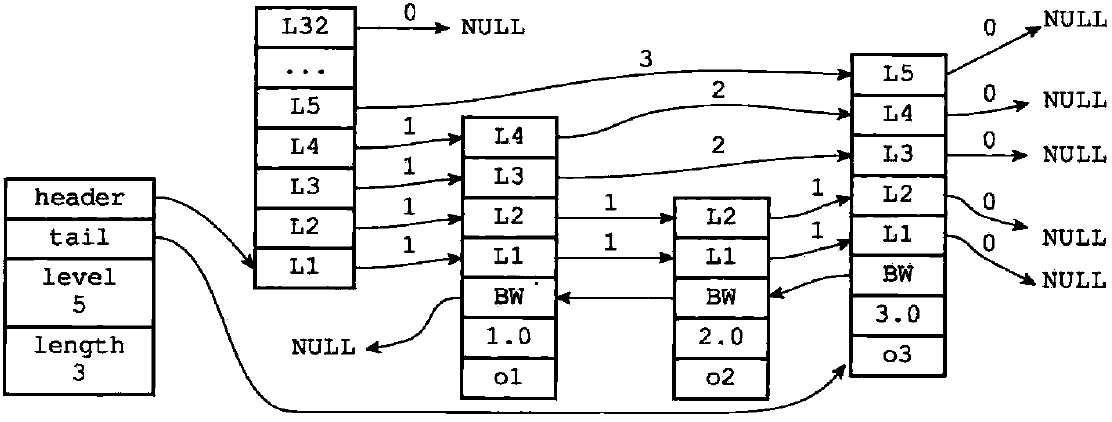 header
tail
level
5
length
3
L32
...
L5
L4
L3
L2
L1
0
NULL
3
1
1
1
1
L4
L3
L2
L1
BW
1.0
o1
NULL
2
2
1
1
L2
L1
BW
2.0
o2
1
1
L5
L4
L3
L2
L1
BW
3.0
o3
0
NULL
0
NULL
0
NULL
0
NULL
0
NULL